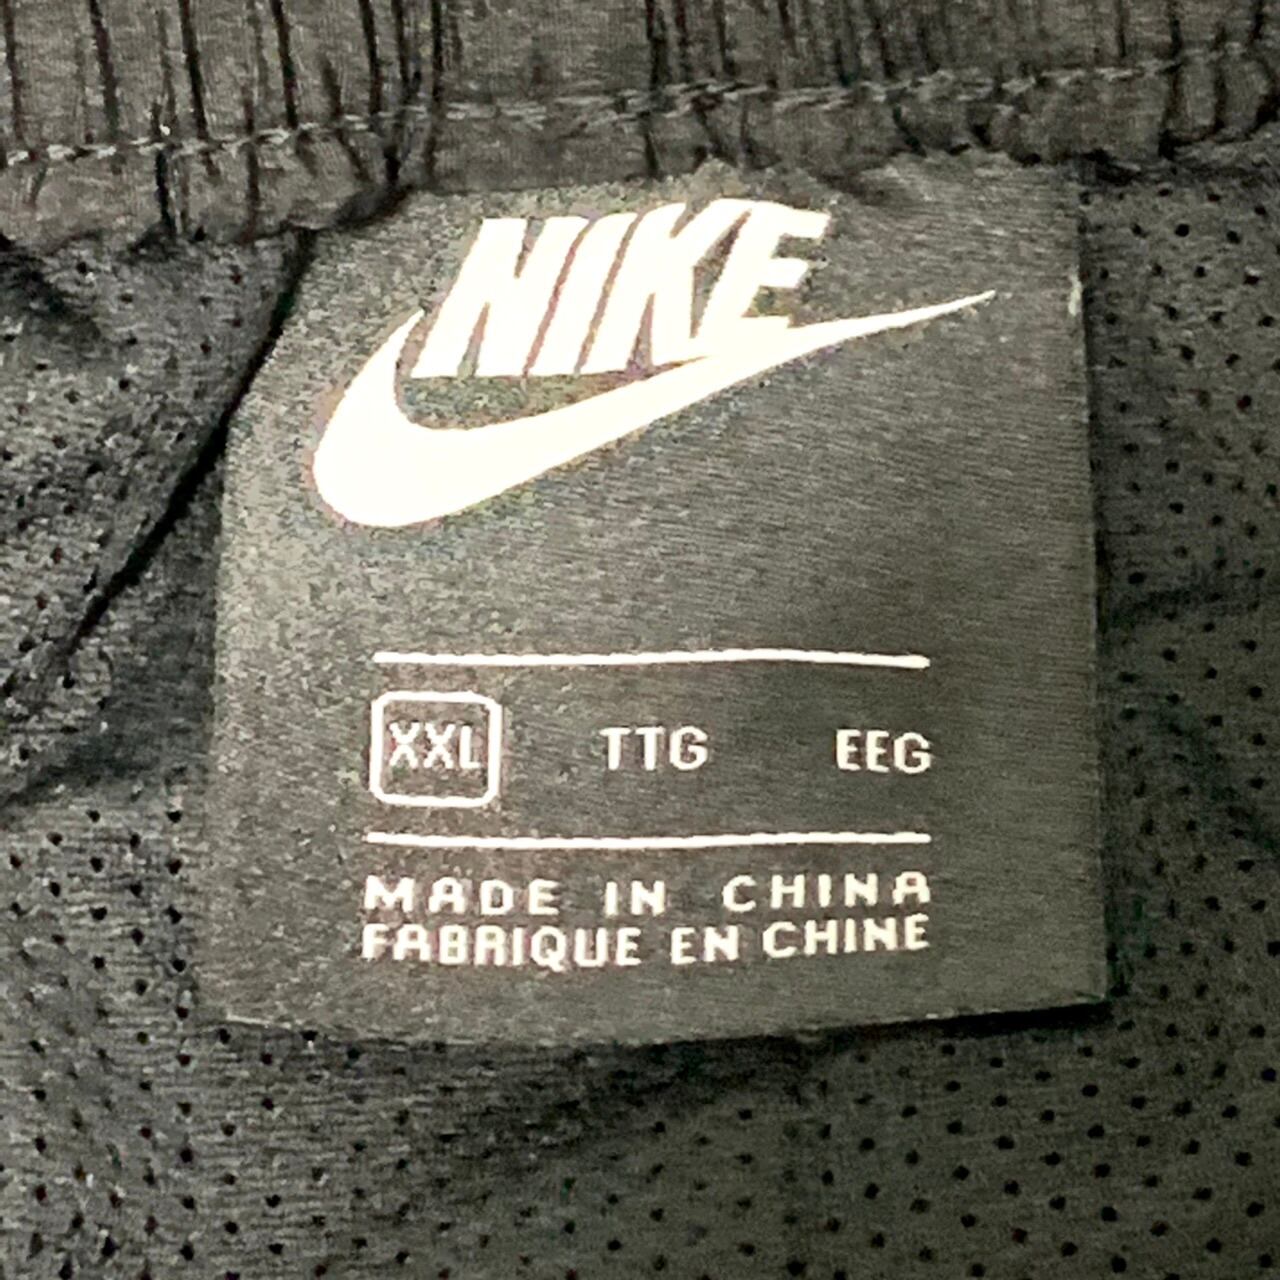 NIKE
XXL TTG EEG
MADE IN CHINA
FABRIQUE EN CHINE